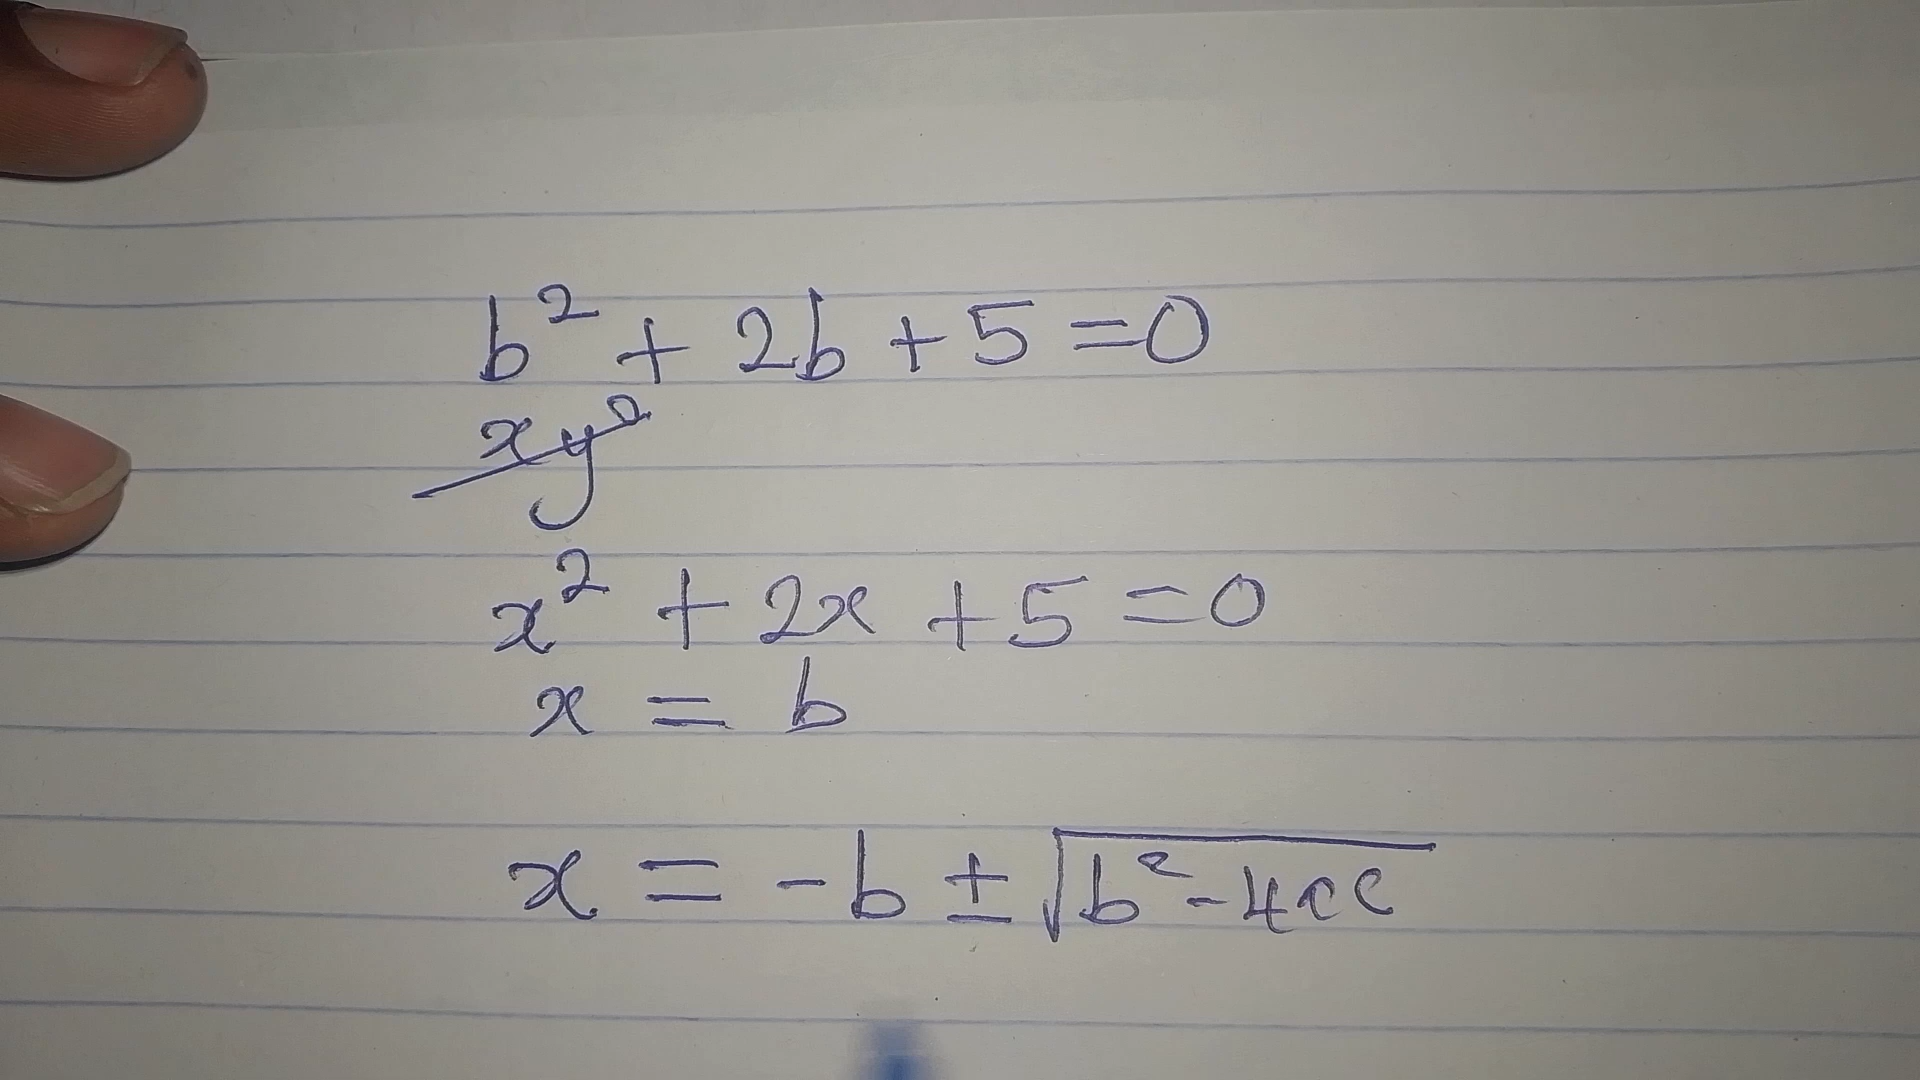 b² + 2b + 5 = 0
xy²
x² + 2x + 5 = 0
x = b
x = -b ± √b² - 4ac